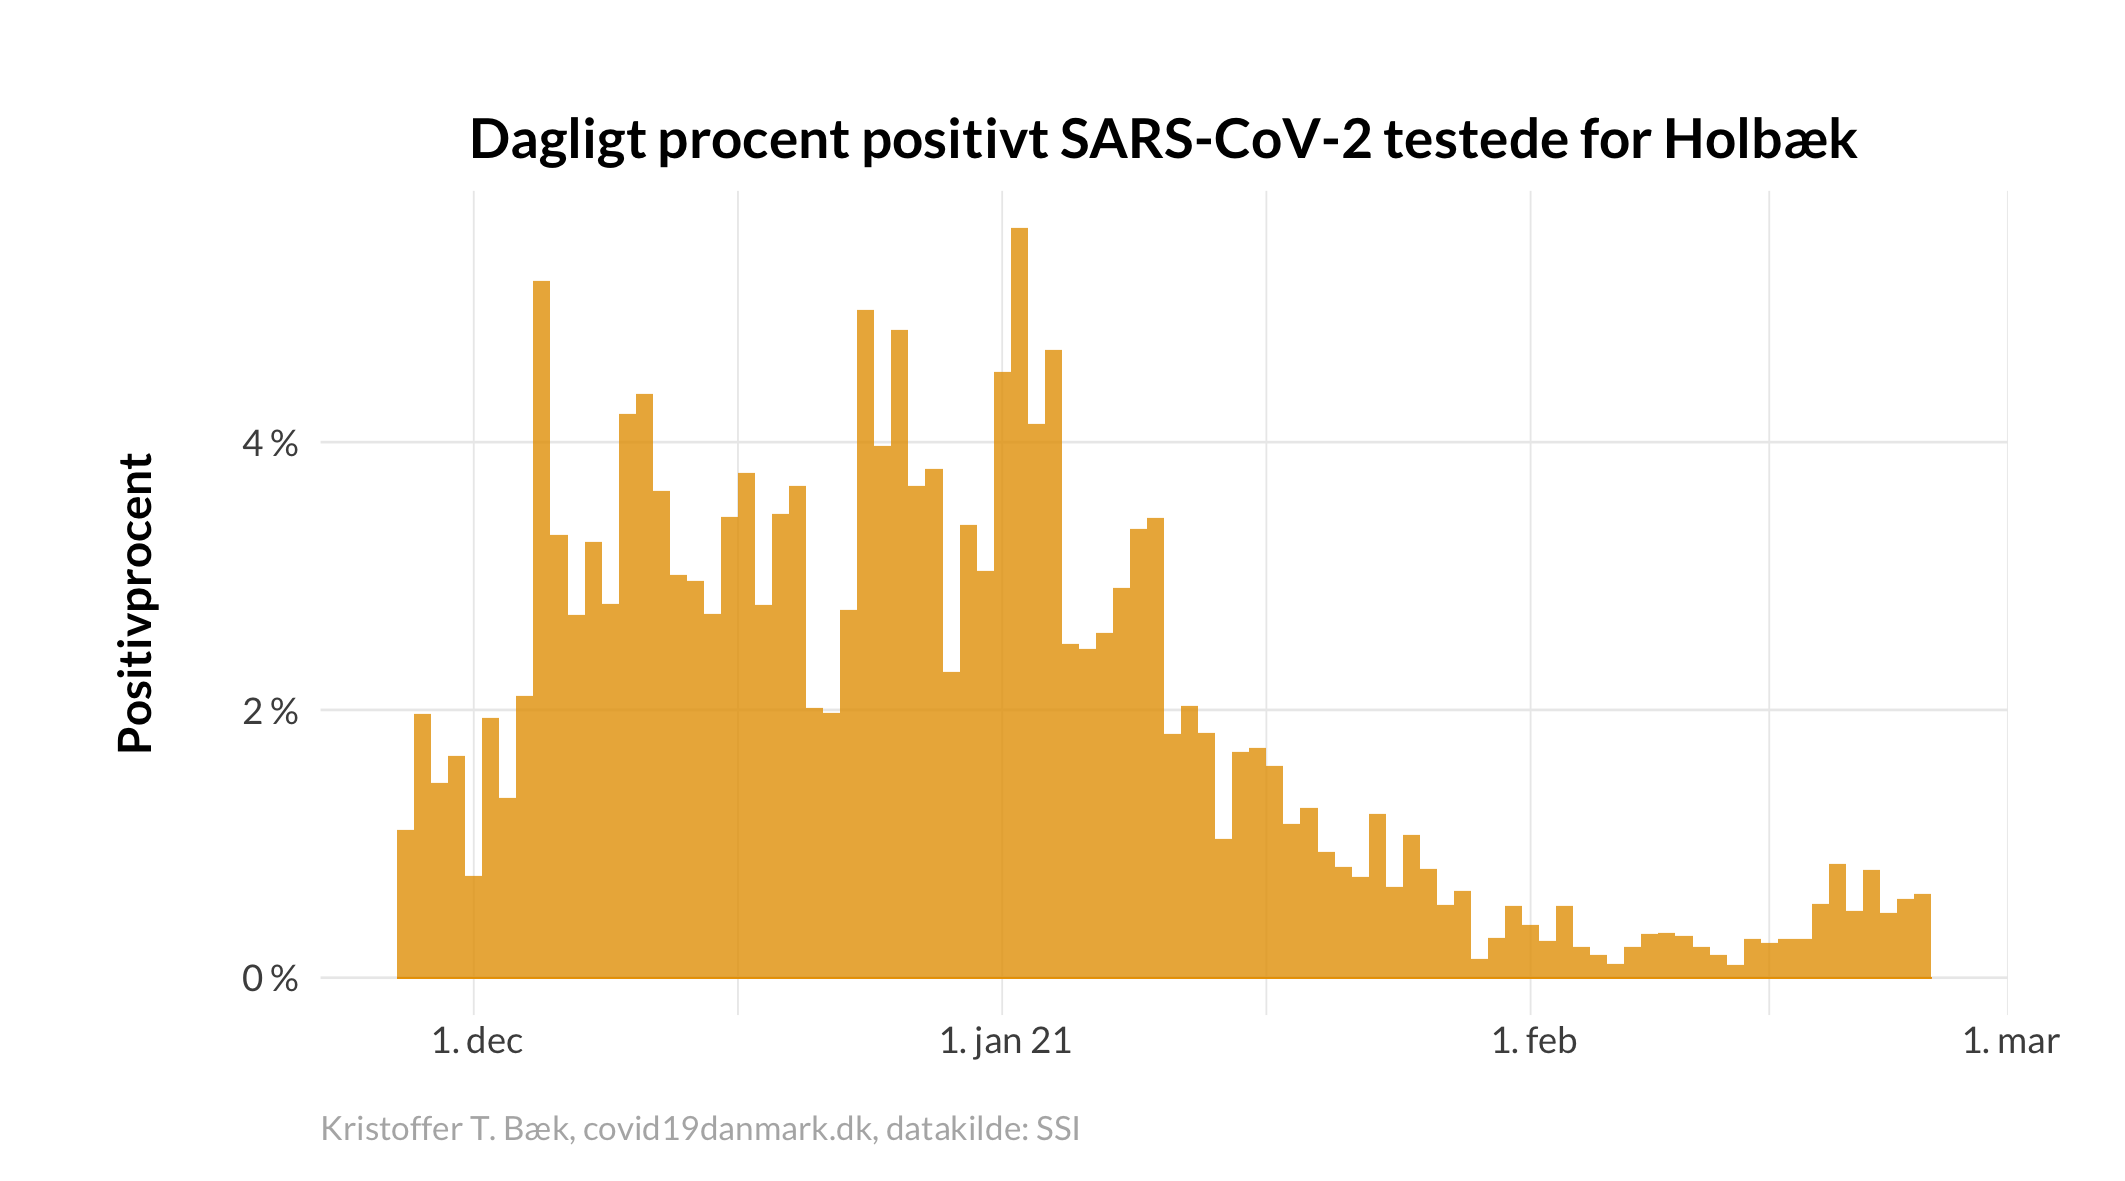 Dagligt procent positivt SARS-CoV-2 testede for Holbæk
Positivprocent
4 %
2 %
0 %
1. dec
1. jan 21
1. feb
1. mar
Kristoffer T. Bæk, covid19danmark.dk, datakilde: SSI